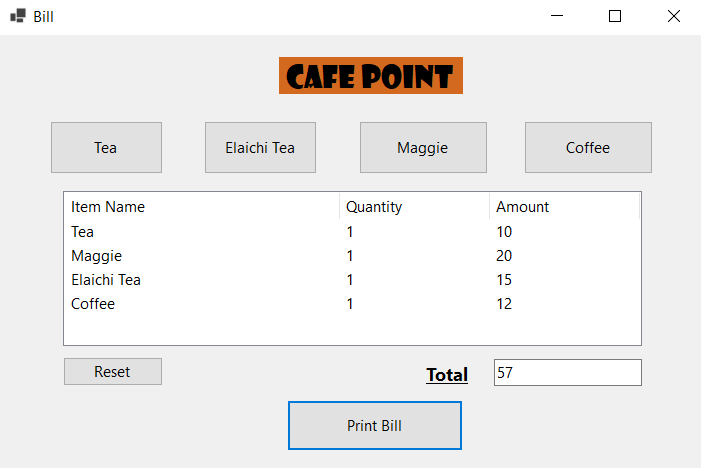 Bill
CAFE POINT
Tea Elaichi Tea Maggie Coffee
Item Name Quantity Amount
Tea 1 10
Maggie 1 20
Elaichi Tea 1 15
Coffee 1 12
Reset Total 57
Print Bill